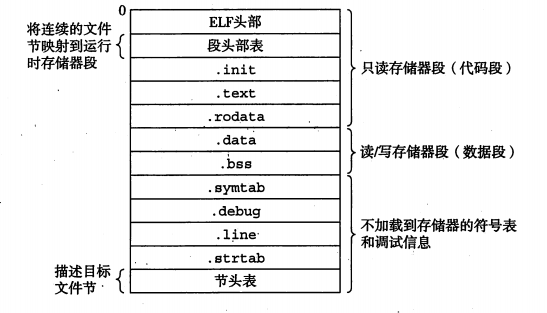 0
ELF头部
将连续的文件
节映射到运行
时存储器段
段头部表
.init
.text
.rodata
只读存储器段（代码段）
.data
.bss
读/写存储器段（数据段）
.symtab
.debug
.line
.strtab
不加载到存储器的符号表
和调试信息
描述目标
文件节
节头表